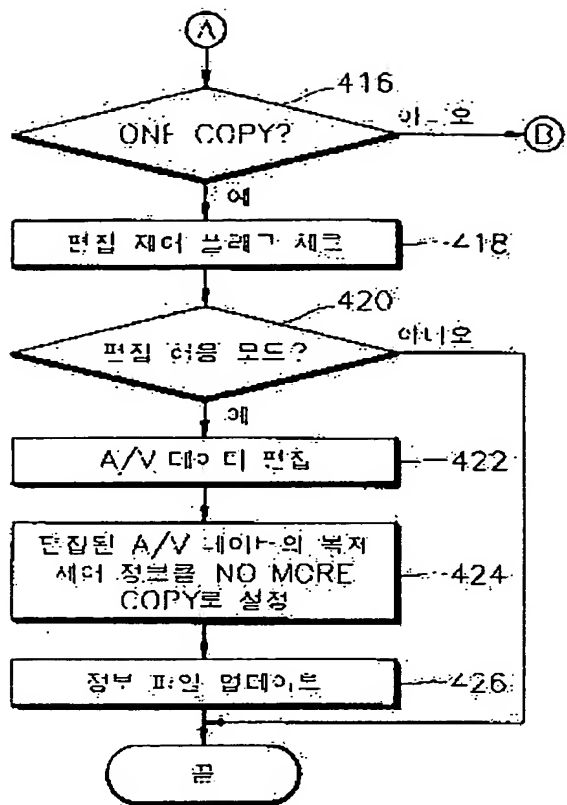 A
416
ONE COPY?
아니오
B
예
편집 제어 플래그 체크
418
420
편집 허용 모드?
아니오
예
A/V 데이터 편집
422
편집된 A/V 데이터의 복제
제어 정보를 NO MORE
COPY로 설정
424
정보 파일 업데이트
426
끝